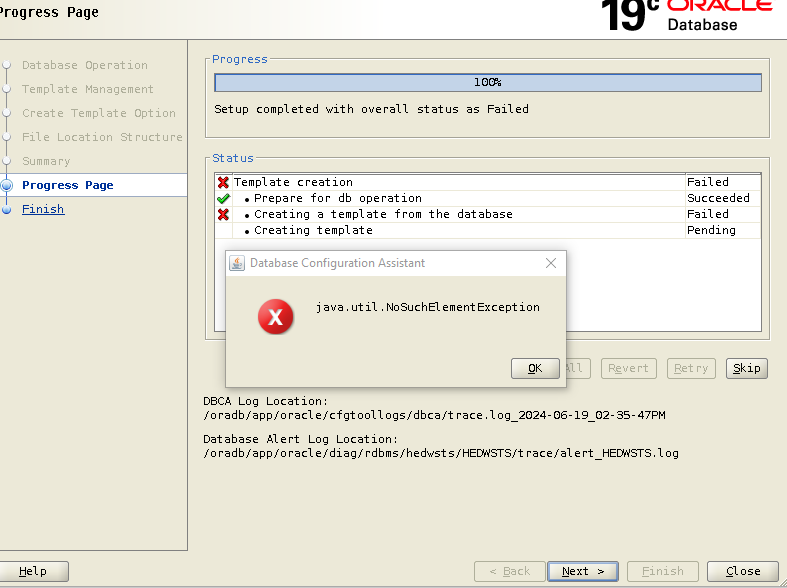 Progress Page
19c ORACLE
Database
Database Operation
Template Management
Create Template Option
File Location Structure
Summary
Progress Page
Finish
Progress
100%
Setup completed with overall status as Failed
Status
Template creation Failed
Prepare for db operation Succeeded
Creating a template from the database Failed
Creating template Pending
Database Configuration Assistant
java.util.NoSuchElementException
OK
All Revert Retry Skip
DBCA Log Location:
/oradb/app/oracle/cfgtoollogs/dbca/trace.log_2024-06-19_02-35-47PM
Database Alert Log Location:
/oradb/app/oracle/diag/rdbms/hedwsts/HEDWSTS/trace/alert_HEDWSTS.log
Help < Back Next > Finish Close